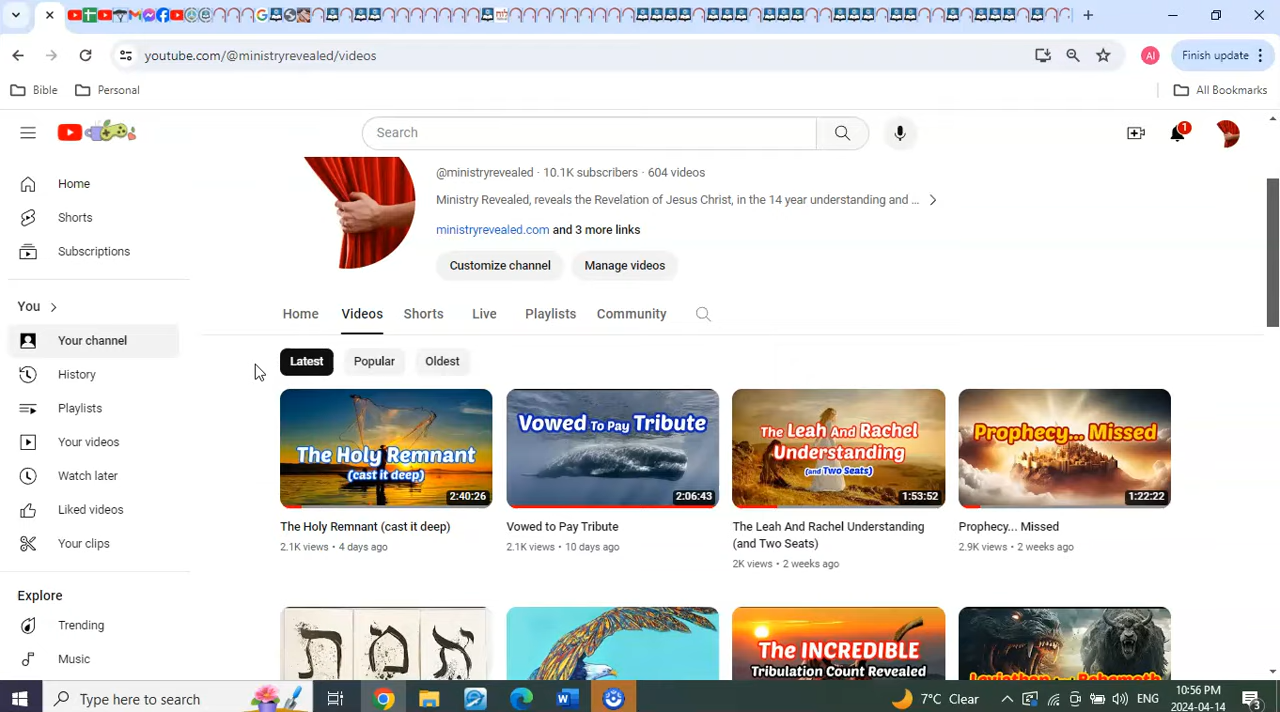 youtube.com/@ministryrevealed/videos
Finish update
Bible
Personal
All Bookmarks
Search
1
Home
Shorts
Subscriptions
You
Your channel
History
Playlists
Your videos
Watch later
Liked videos
Your clips
Explore
Trending
Music
@ministryrevealed · 10.1K subscribers · 604 videos
Ministry Revealed, reveals the Revelation of Jesus Christ, in the 14 year understanding and ...
ministryrevealed.com and 3 more links
Customize channel
Manage videos
Home
Videos
Shorts
Live
Playlists
Community
Latest
Popular
Oldest
The Holy Remnant
(cast it deep)
2:40:26
The Holy Remnant (cast it deep)
2.1K views • 4 days ago
Vowed To Pay Tribute
2:06:43
Vowed to Pay Tribute
2.1K views • 10 days ago
The Leah And Rachel
Understanding
(and Two Seats)
1:53:52
The Leah And Rachel Understanding
(and Two Seats)
2K views • 2 weeks ago
Prophecy... Missed
1:22:22
Prophecy... Missed
2.9K views • 2 weeks ago
אמת
The INCREDIBLE
Tribulation Count Revealed
Leviathan and Behemoth
Type here to search
7°C Clear
ENG
10:56 PM
2024-04-14
3